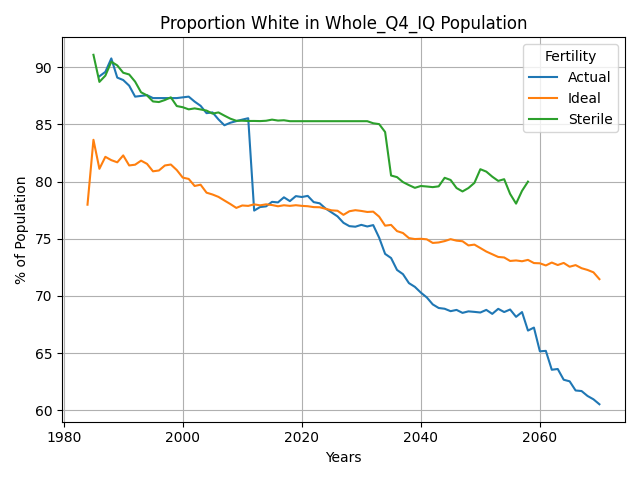 Proportion White in Whole_Q4_IQ Population
% of Population
90
85
80
75
70
65
60
1980
2000
2020
2040
2060
Years
Fertility
Actual
Ideal
Sterile